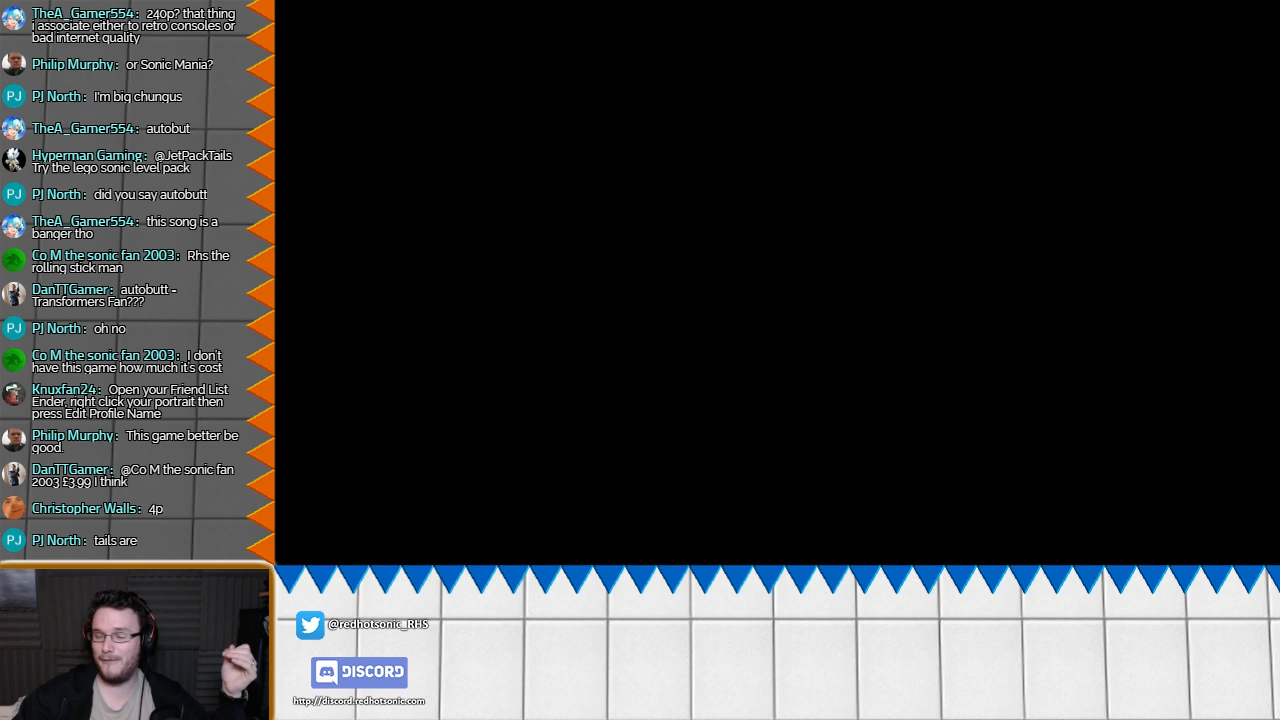 TheA_Gamer554: 240p? that thing
i associate either to retro consoles or
bad internet quality
Philip Murphy: or Sonic Mania?
PJ
PJ North: I'm big chungus
TheA_Gamer554: autobut
Hyperman Gaming: @JetPackTails
Try the lego sonic level pack
PJ
PJ North: did you say autobutt
TheA_Gamer554: this song is a
banger tho
Co M the sonic fan 2003: Rhs the
rolling stick man
DanTTGamer: autobutt -
Transformers Fan???
PJ
PJ North: oh no
Co M the sonic fan 2003: I don't
have this game how much it's cost
Knuxfan24: Open your Friend List
Ender, right click your portrait then
press Edit Profile Name
Philip Murphy: This game better be
good.
DanTTGamer: @Co M the sonic fan
2003 £3.99 I think
Christopher Walls: 4p
PJ
PJ North: tails are
@redhotsonic_RHS
DISCORD
http://discord.redhotsonic.com